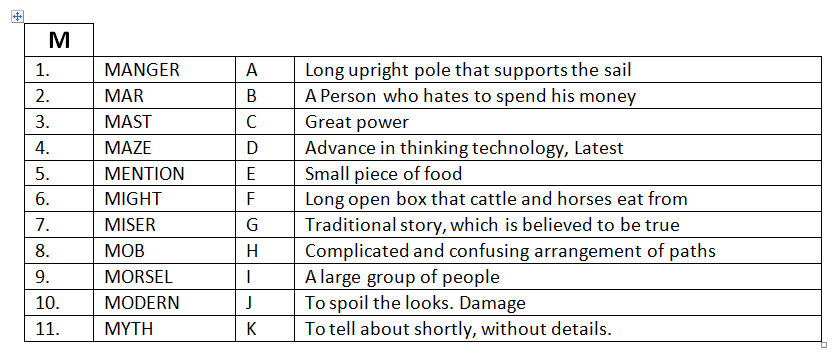 M
1. MANGER A Long upright pole that supports the sail
2. MAR B A Person who hates to spend his money
3. MAST C Great power
4. MAZE D Advance in thinking technology, Latest
5. MENTION E Small piece of food
6. MIGHT F Long open box that cattle and horses eat from
7. MISER G Traditional story, which is believed to be true
8. MOB H Complicated and confusing arrangement of paths
9. MORSEL I A large group of people
10. MODERN J To spoil the looks. Damage
11. MYTH K To tell about shortly, without details.